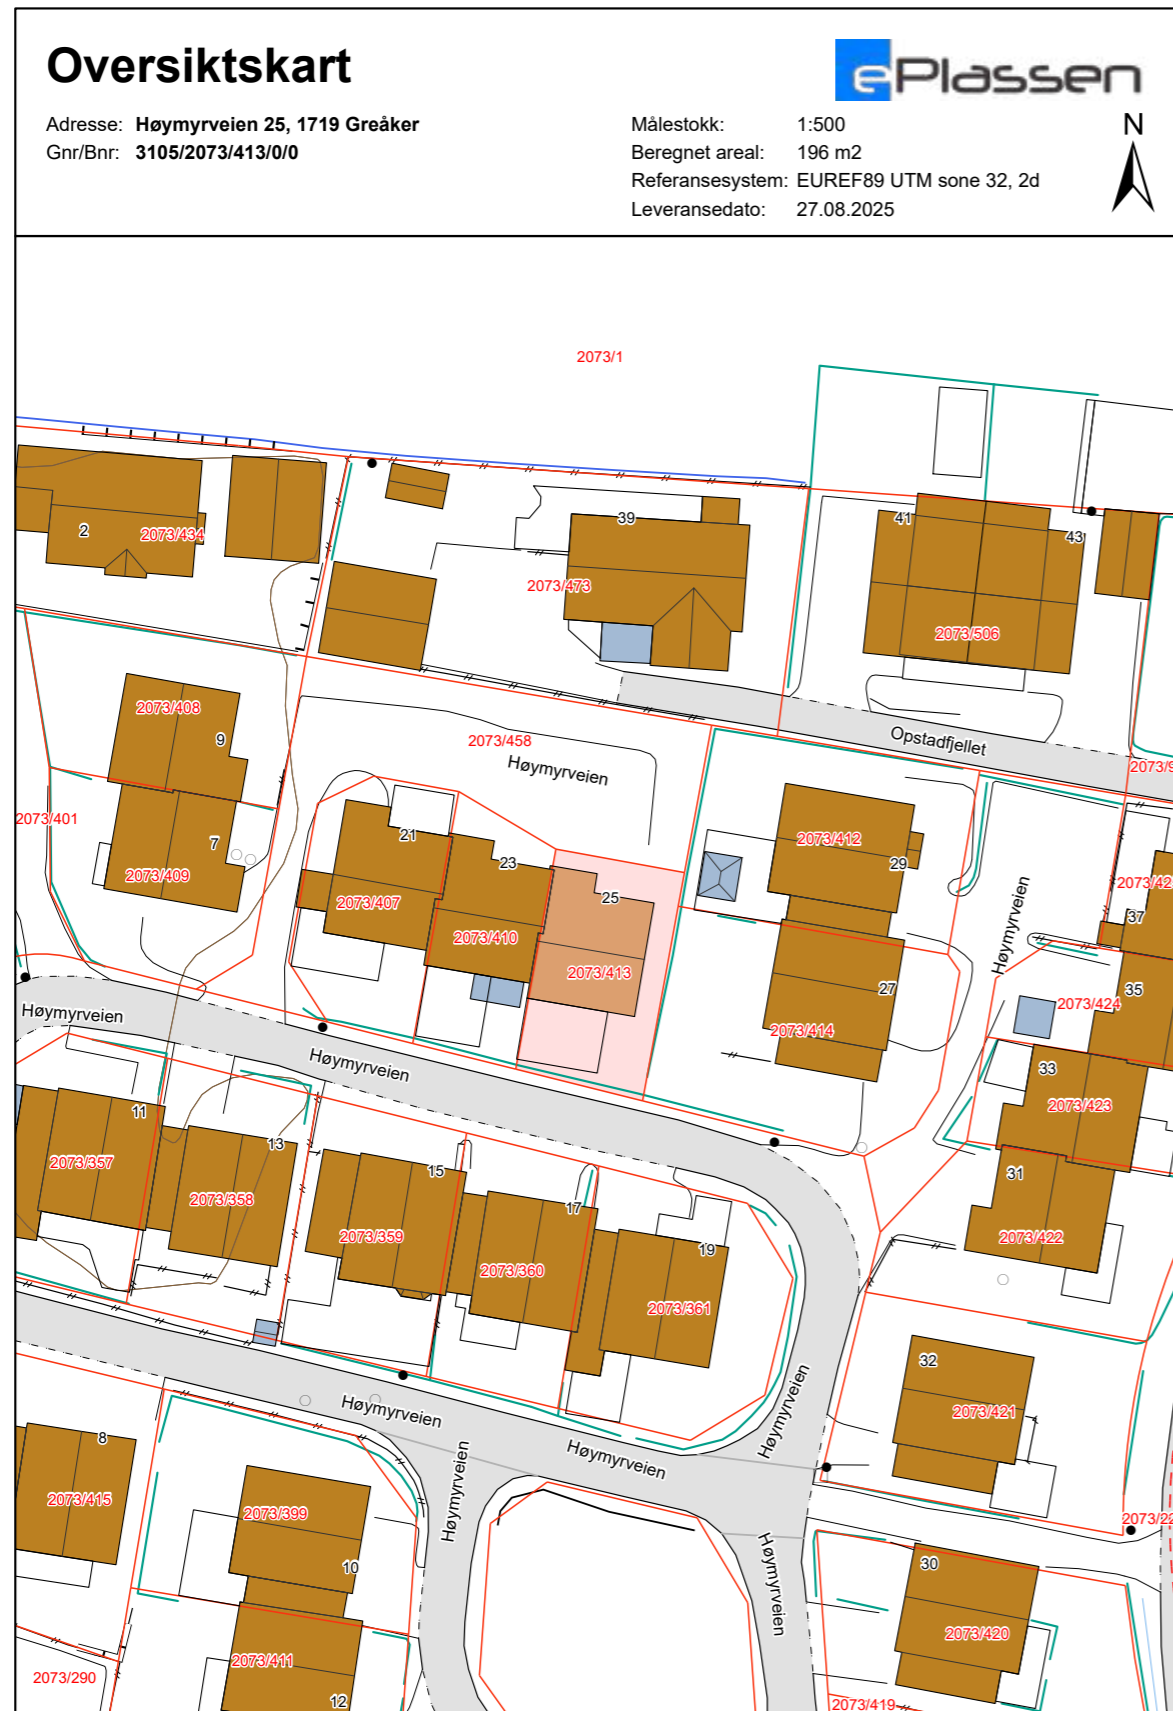 Oversiktskart
ePlassen
Adresse: Høymyrveien 25, 1719 Greåker
Gnr/Bnr: 3105/2073/413/0/0
Målestokk: 1:500
Beregnet areal: 196 m2
Referansesystem: EUREF89 UTM sone 32, 2d
Leveransedato: 27.08.2025
N
2073/1
39
41
43
2
2073/434
2073/473
2073/506
2073/408
9
2073/458
Høymyrveien
Opstadfjellet
2073/9
2073/401
7
2073/409
21
23
25
2073/407
2073/410
2073/413
2073/412
29
2073/42
37
Høymyrveien
27
35
2073/424
2073/414
Høymyrveien
Høymyrveien
33
2073/423
11
13
15
17
19
31
2073/357
2073/358
2073/359
2073/360
2073/361
2073/422
32
2073/421
Høymyrveien
Høymyrveien
Høymyrveien
Høymyrveien
Høymyrveien
8
2073/415
2073/399
10
2073/22
30
2073/420
2073/411
2073/290
12
2073/419